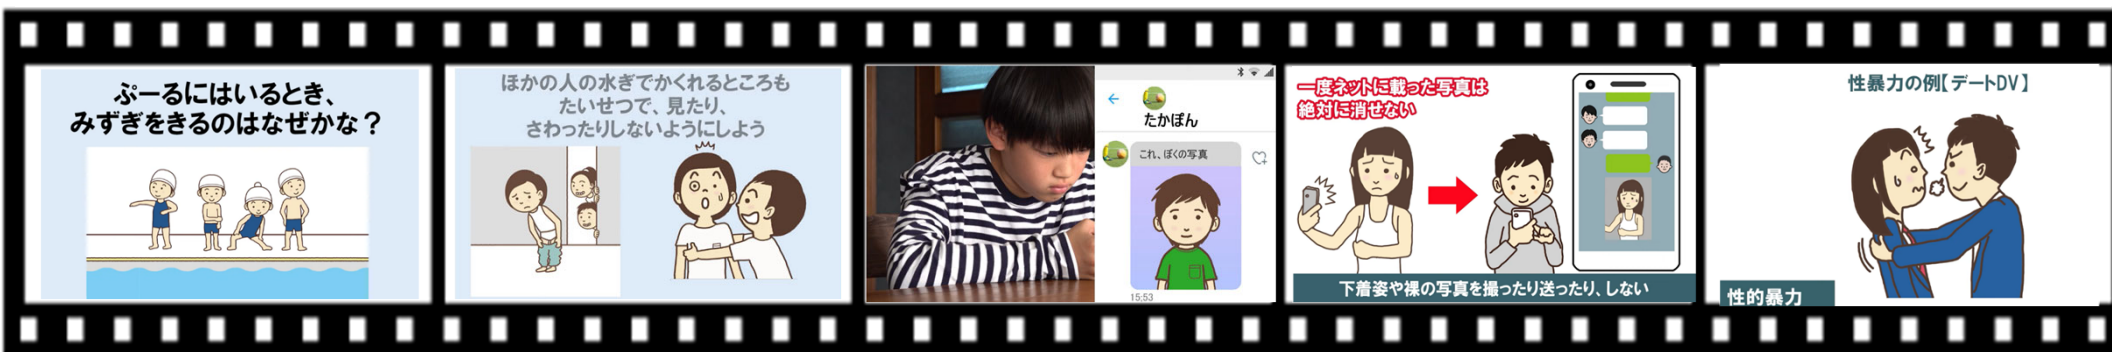 ぷーるにはいるとき、
みずぎをきるのはなぜかな？
ほかの人の水ぎでかくれるところも
たいせつで、見たり、
さわったりしないようにしよう
たかぽん
これ、ぼくの写真
15:53
一度ネットに載った写真は
絶対に消せない
下着姿や裸の写真を撮ったり送ったり、しない
性暴力の例【デートDV】
性的暴力